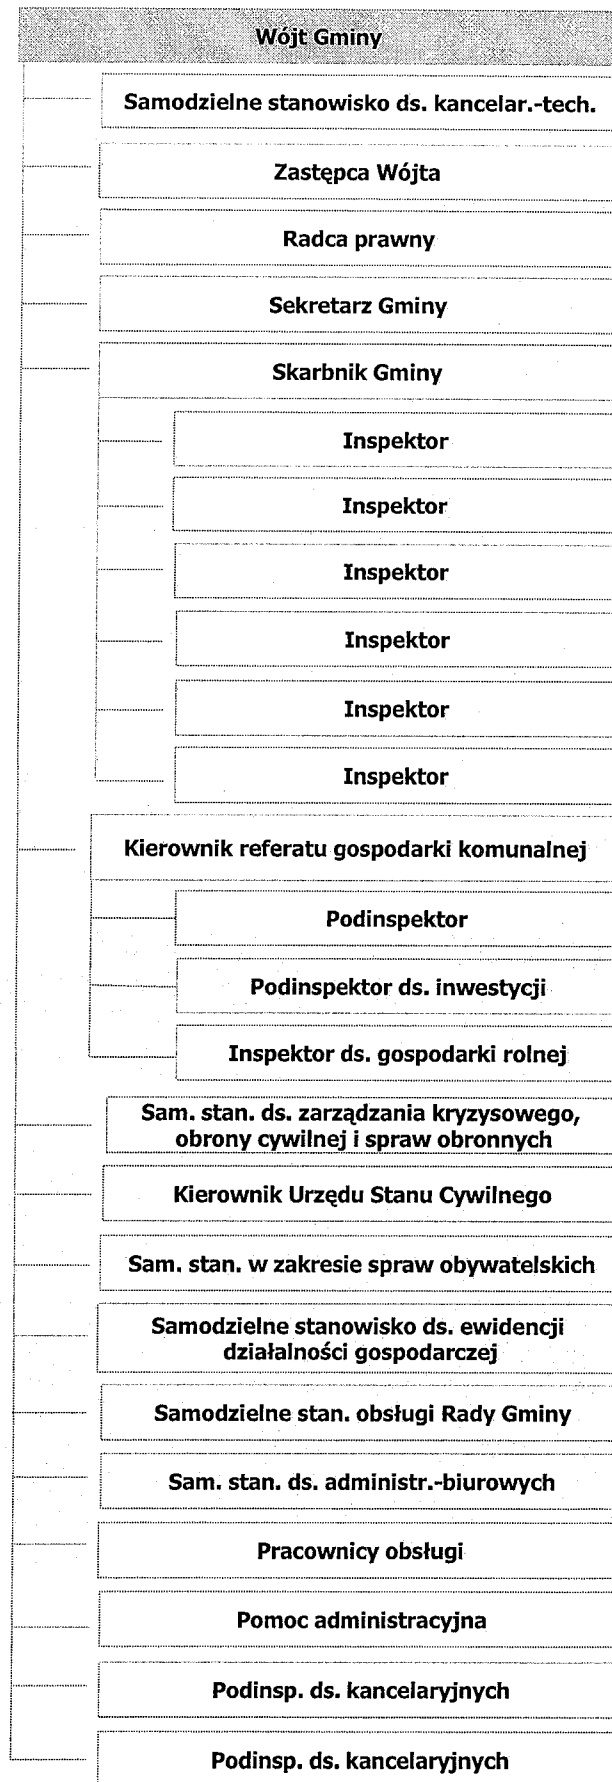 Wójt Gminy
Samodzielne stanowisko ds. kancelar.-tech.
Zastępca Wójta
Radca prawny
Sekretarz Gminy
Skarbnik Gminy
Inspektor
Inspektor
Inspektor
Inspektor
Inspektor
Inspektor
Kierownik referatu gospodarki komunalnej
Podinspektor
Podinspektor ds. inwestycji
Inspektor ds. gospodarki rolnej
Sam. stan. ds. zarządzania kryzysowego,
obrony cywilnej i spraw obronnych
Kierownik Urzędu Stanu Cywilnego
Sam. stan. w zakresie spraw obywatelskich
Samodzielne stanowisko ds. ewidencji
działalności gospodarczej
Samodzielne stan. obsługi Rady Gminy
Sam. stan. ds. administr.-biurowych
Pracownicy obsługi
Pomoc administracyjna
Podinsp. ds. kancelaryjnych
Podinsp. ds. kancelaryjnych